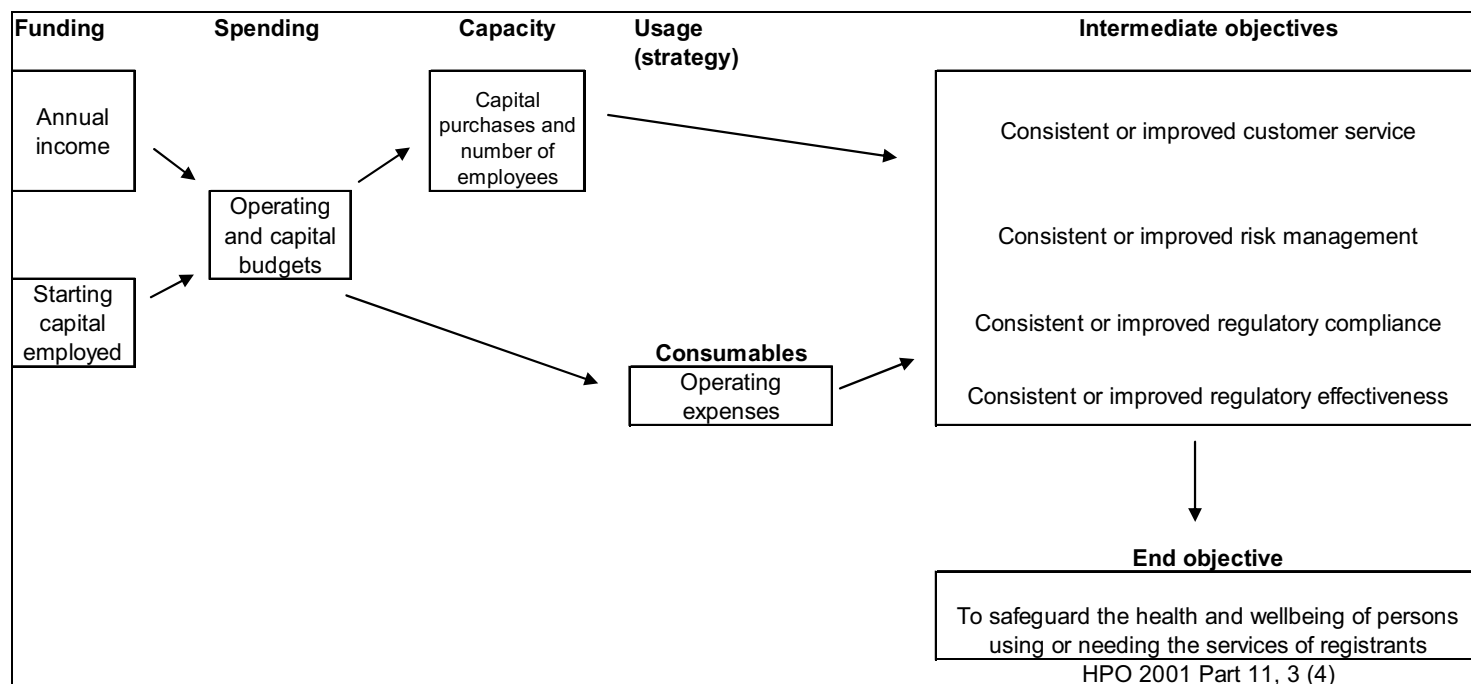 Funding
Spending
Capacity
Usage
(strategy)
Intermediate objectives
Annual
income
Starting
capital
employed
Operating
and capital
budgets
Capital
purchases and
number of
employees
Consumables
Operating
expenses
Consistent or improved customer service
Consistent or improved risk management
Consistent or improved regulatory compliance
Consistent or improved regulatory effectiveness
End objective
To safeguard the health and wellbeing of persons
using or needing the services of registrants
HPO 2001 Part 11, 3 (4)